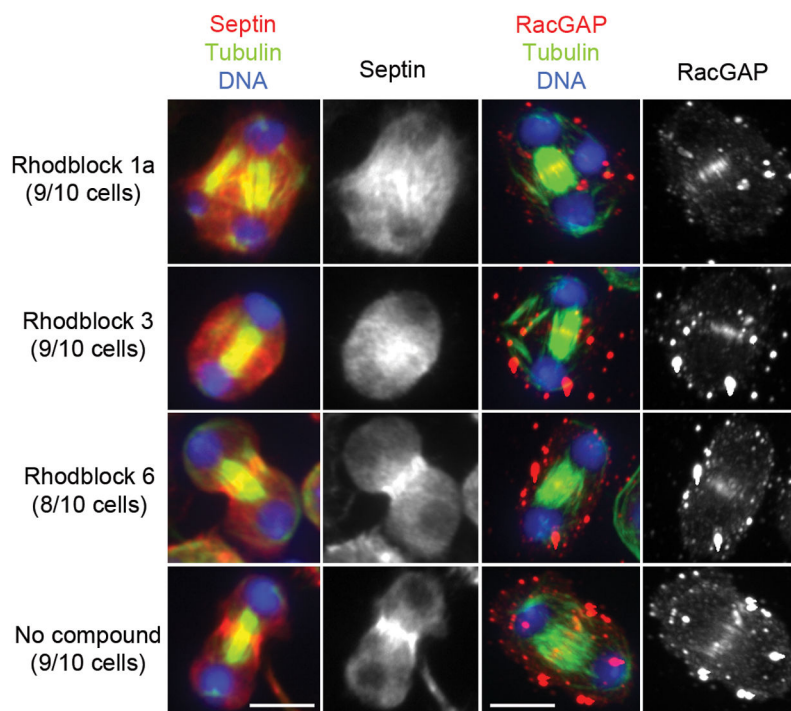 Septin
Tubulin
DNA
Septin
RacGAP
Tubulin
DNA
RacGAP
Rhodblock 1a
(9/10 cells)
Rhodblock 3
(9/10 cells)
Rhodblock 6
(8/10 cells)
No compound
(9/10 cells)